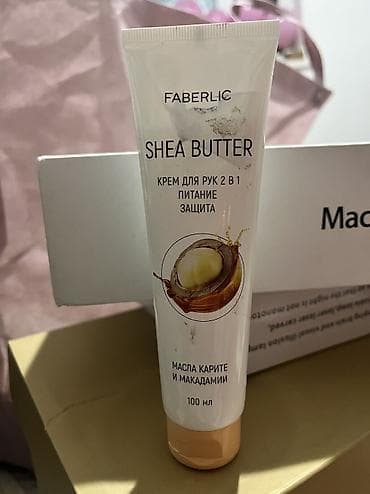 FABERLIC
SHEA BUTTER
КРЕМ ДЛЯ РУК 2 В 1
ПИТАНИЕ
ЗАЩИТА
МАСЛА КАРИТЕ
И МАКАДАМИИ
100 мл
Mac